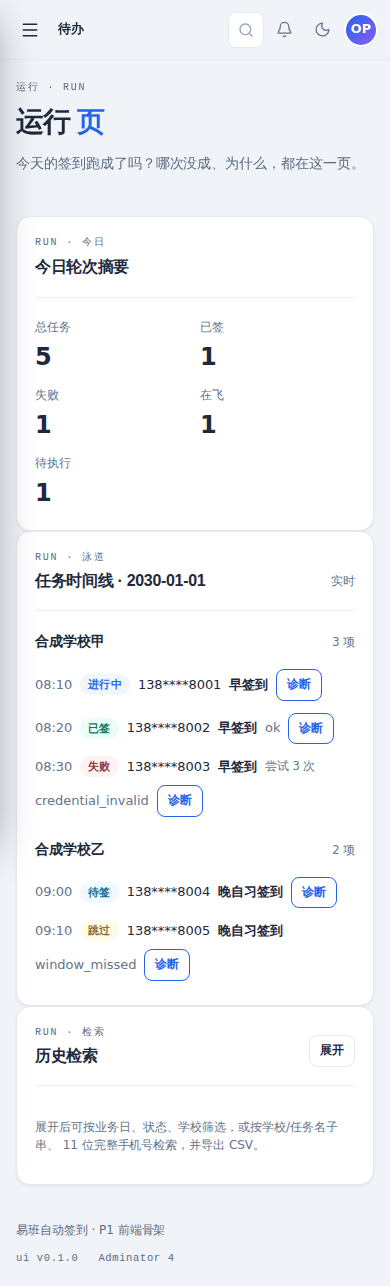 待办
OP
运行 · RUN
运行 页
今天的签到跑成了吗？哪次没成、为什么，都在这一页。
RUN · 今日
今日轮次摘要
总任务 已签
5 1
失败 在飞
1 1
待执行
1
RUN · 泳道
任务时间线 · 2030-01-01 实时
合成学校甲 3 项
08:10 进行中 138****8001 早签到 诊断
08:20 已签 138****8002 早签到 ok 诊断
08:30 失败 138****8003 早签到 尝试 3 次
credential_invalid 诊断
合成学校乙 2 项
09:00 待签 138****8004 晚自习签到 诊断
09:10 跳过 138****8005 晚自习签到
window_missed 诊断
RUN · 检索
历史检索 展开
展开后可按业务日、状态、学校筛选，或按学校/任务名子
串、 11 位完整手机号检索，并导出 CSV。
易班自动签到 · P1 前端骨架
ui v0.1.0 Adminator 4